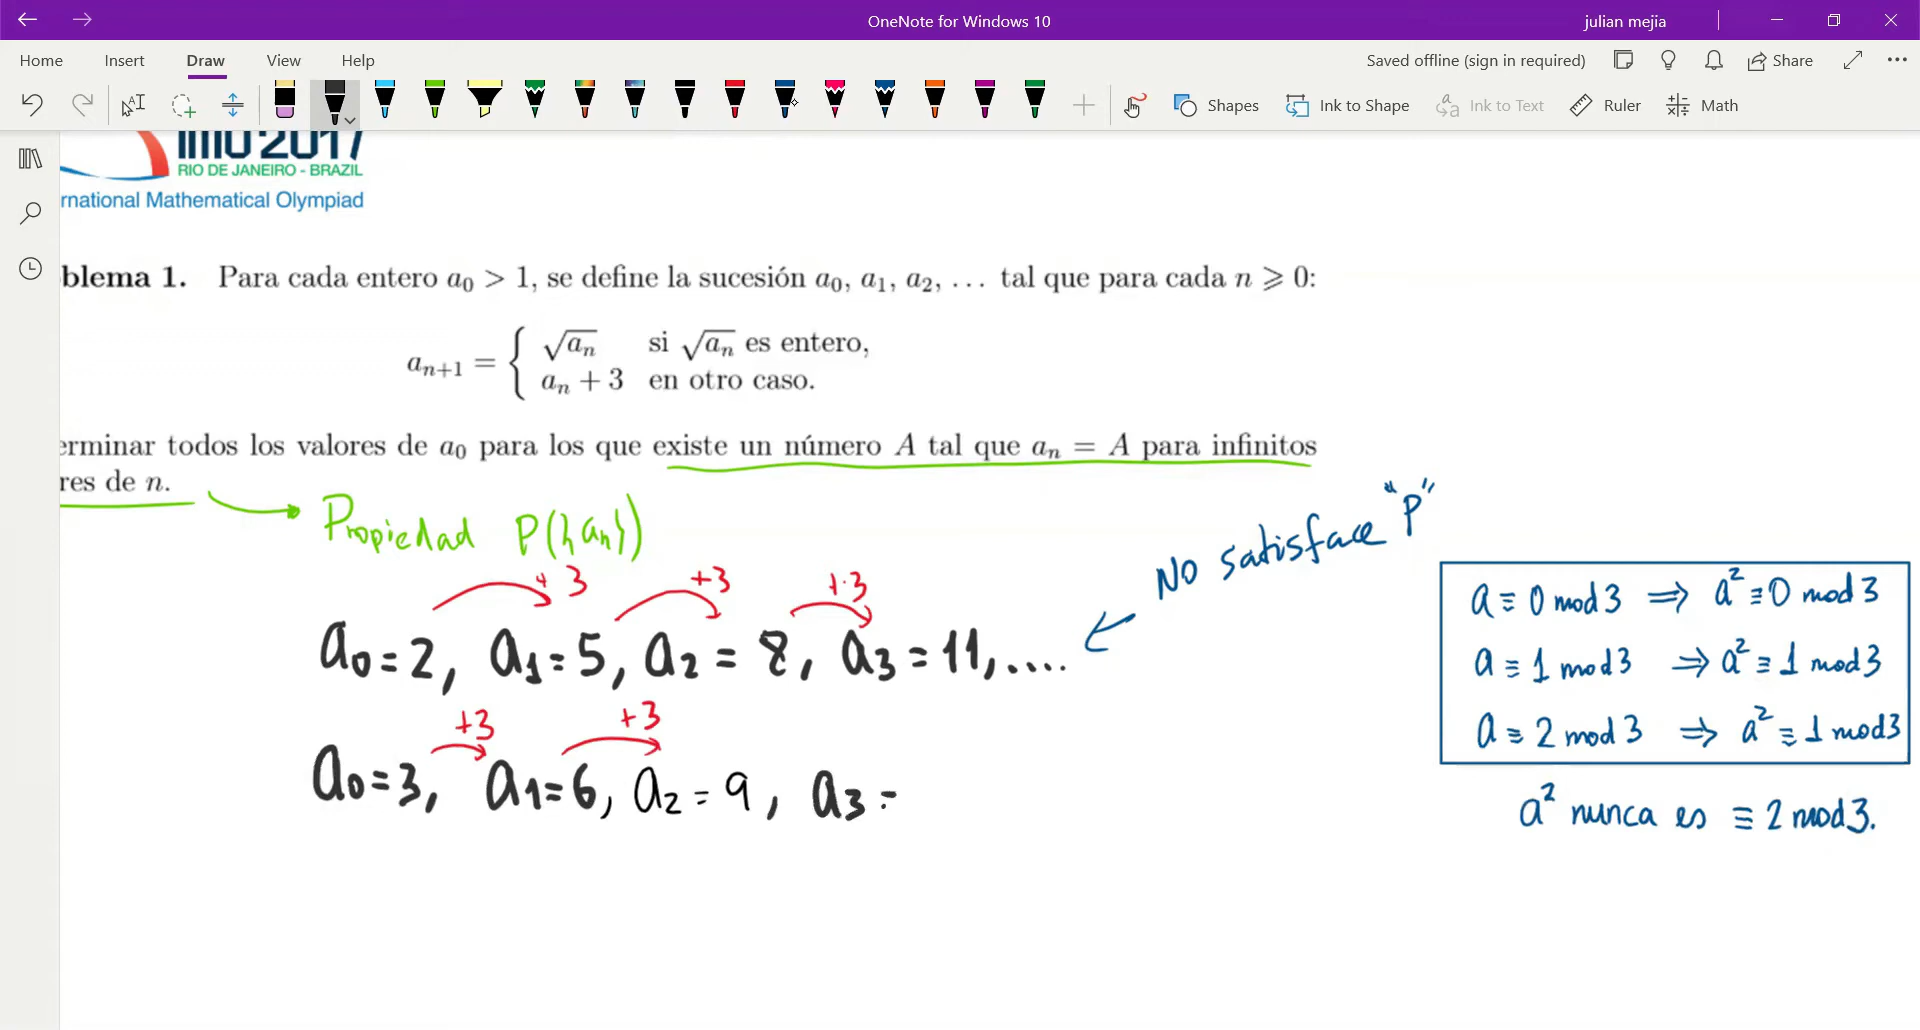 OneNote for Windows 10
julian mejia
Home Insert Draw View Help
Saved offline (sign in required) Share
Shapes Ink to Shape Ink to Text Ruler Math
IMO 2017
RIO DE JANEIRO - BRAZIL
rnational Mathematical Olympiad
blema 1. Para cada entero a₀ > 1, se define la sucesión a₀, a₁, a₂, ... tal que para cada n ⩾ 0:
aₙ₊₁ = { √aₙ si √aₙ es entero,
aₙ + 3 en otro caso.
erminar todos los valores de a₀ para los que existe un número A tal que aₙ = A para infinitos
res de n.
Propiedad P({an})
No satisface "P"
+3 +3 +3
a₀=2, a₁=5, a₂=8, a₃=11,....
+3 +3
a₀=3, a₁=6, a₂=9, a₃=
a≡0 mod 3 ⟹ a²≡0 mod 3
a≡1 mod 3 ⟹ a²≡1 mod 3
a≡2 mod 3 ⟹ a²≡1 mod 3
a² nunca es ≡ 2 mod 3.